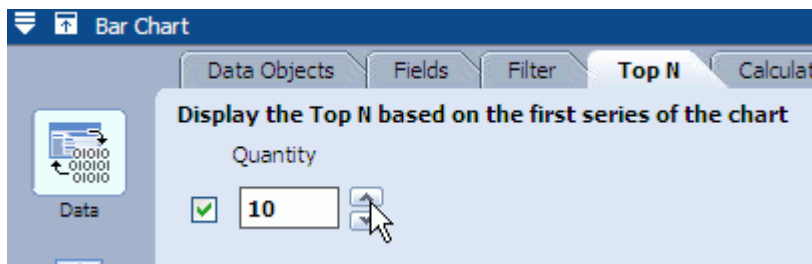 Bar Chart
Data Objects Fields Filter Top N Calculat
Display the Top N based on the first series of the chart
Quantity
10
Data